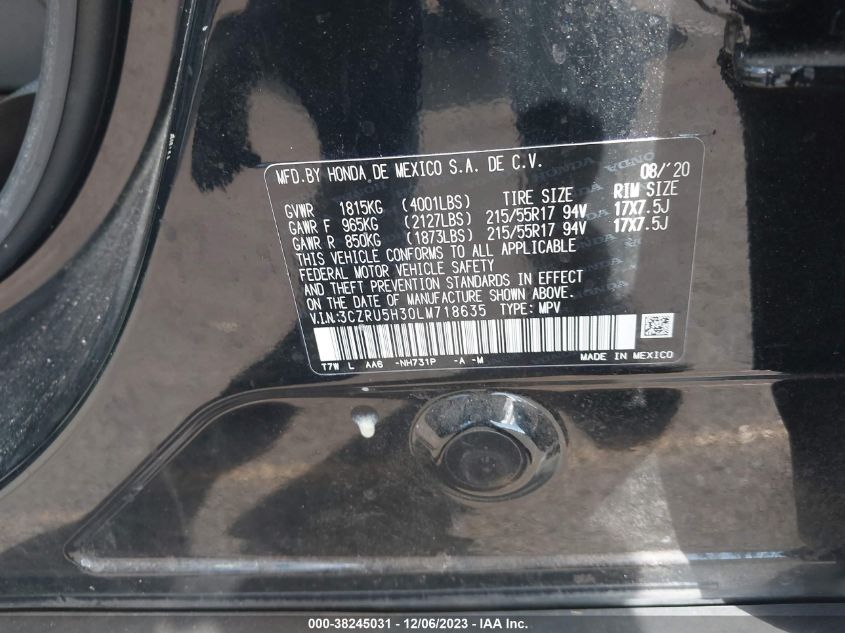 MFD.BY HONDA DE MEXICO S.A. DE C.V. 08/'20
GVWR 1815KG (4001LBS) TIRE SIZE RIM SIZE
GAWR F 965KG (2127LBS) 215/55R17 94V 17X7.5J
GAWR R 850KG (1873LBS) 215/55R17 94V 17X7.5J
THIS VEHICLE CONFORMS TO ALL APPLICABLE
FEDERAL MOTOR VEHICLE SAFETY
AND THEFT PREVENTION STANDARDS IN EFFECT
ON THE DATE OF MANUFACTURE SHOWN ABOVE.
V.I.N:3CZRU5H30LM718635 TYPE: MPV
T7W L AA6 -NH731P -A -M MADE IN MEXICO
000-38245031 - 12/06/2023 - IAA Inc.